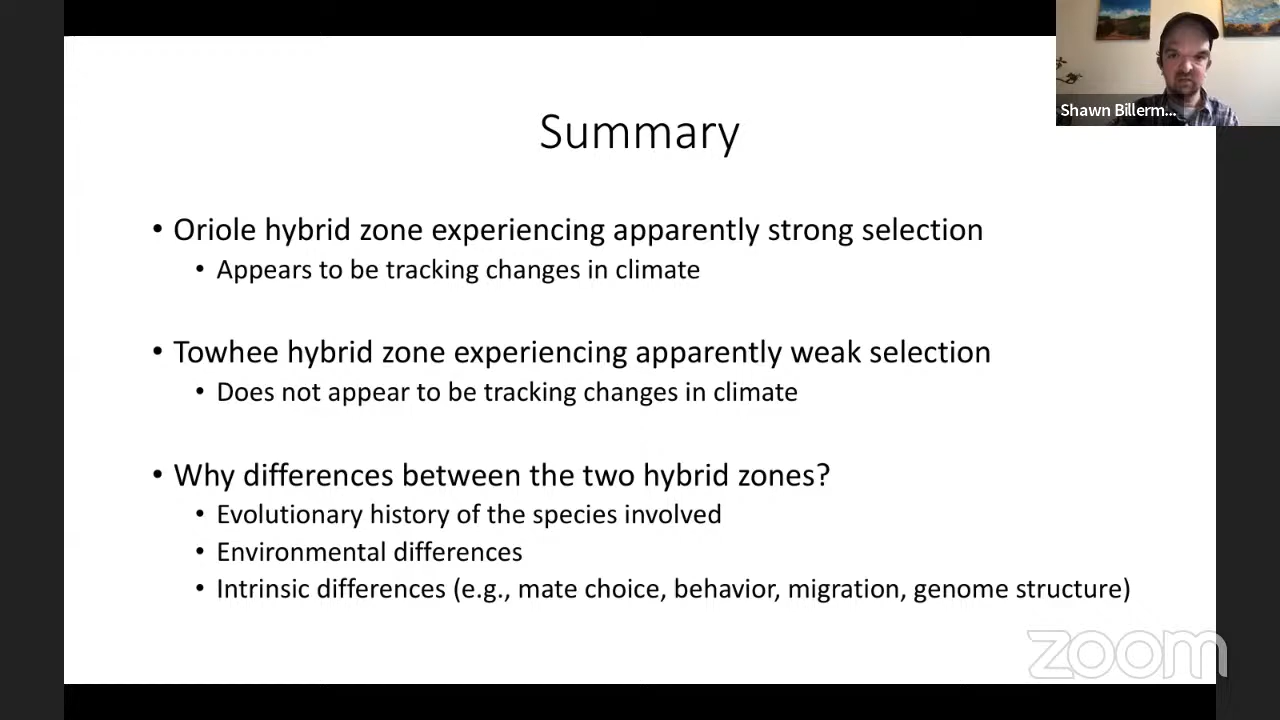 Shawn Billerm...
Summary
• Oriole hybrid zone experiencing apparently strong selection
• Appears to be tracking changes in climate
• Towhee hybrid zone experiencing apparently weak selection
• Does not appear to be tracking changes in climate
• Why differences between the two hybrid zones?
• Evolutionary history of the species involved
• Environmental differences
• Intrinsic differences (e.g., mate choice, behavior, migration, genome structure)
zoom